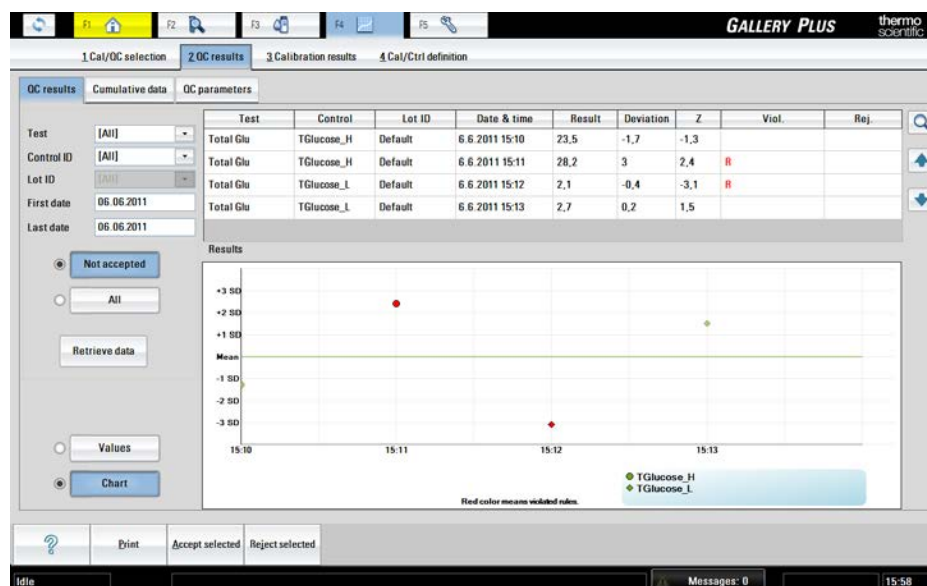 F1 F2 F3 F4 F5 GALLERY PLUS thermo scientific
1 Cal/QC selection 2 QC results 3 Calibration results 4 Cal/Ctrl definition
QC results Cumulative data QC parameters
Test [All]
Control ID [All]
Lot ID [All]
First date 06.06.2011
Last date 06.06.2011
Not accepted
All
Retrieve data
Values
Chart
Test Control Lot ID Date & time Result Deviation Z Viol. Rej.
Total Glu TGlucose_H Default 6.6.2011 15:10 23,5 -1,7 -1,3
Total Glu TGlucose_H Default 6.6.2011 15:11 28,2 3 2,4 R
Total Glu TGlucose_L Default 6.6.2011 15:12 2,1 -0,4 -3,1 R
Total Glu TGlucose_L Default 6.6.2011 15:13 2,7 0,2 1,5
Results
+3 SD
+2 SD
+1 SD
Mean
-1 SD
-2 SD
-3 SD
15:10 15:11 15:12 15:13
TGlucose_H
TGlucose_L
Red color means violated rules.
? Print Accept selected Reject selected
Idle Messages: 0 15:58